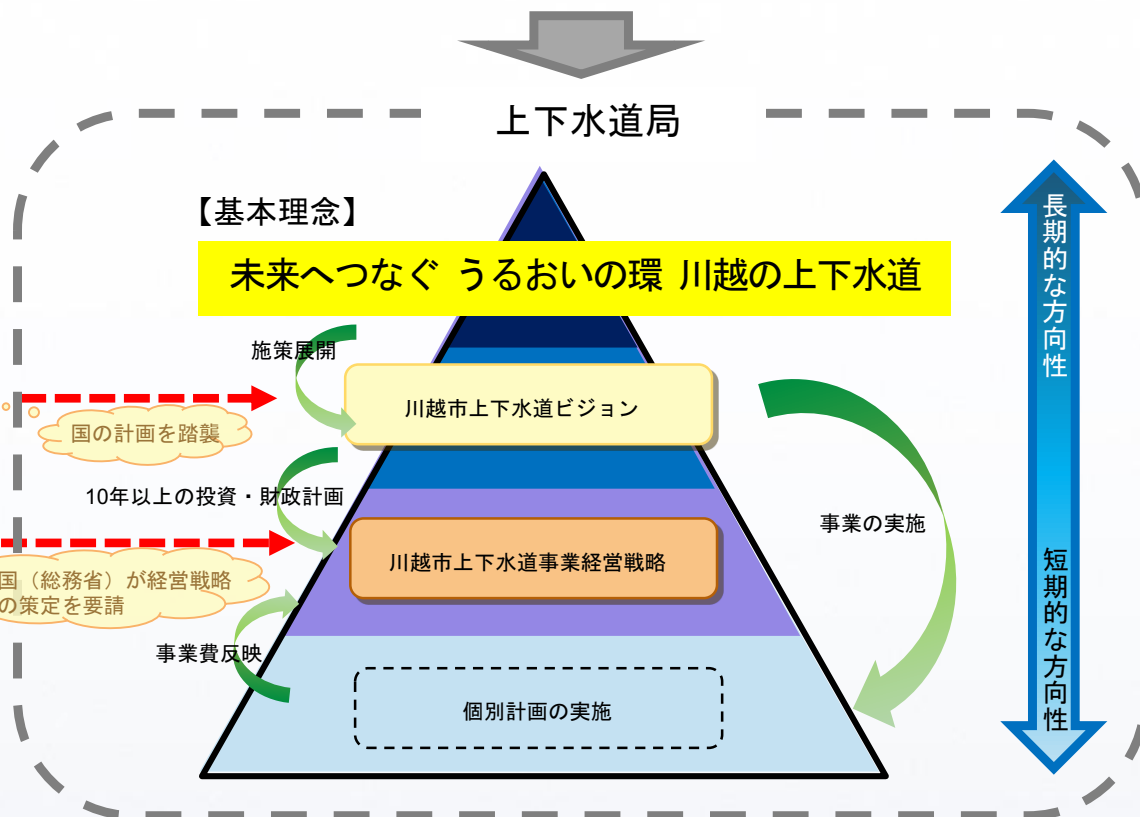 上下水道局
【基本理念】
未来へつなぐ うるおいの環 川越の上下水道
施策展開
川越市上下水道ビジョン
国の計画を踏襲
10年以上の投資・財政計画
事業の実施
川越市上下水道事業経営戦略
国（総務省）が経営戦略
の策定を要請
事業費反映
個別計画の実施
長期的な方向性
短期的な方向性